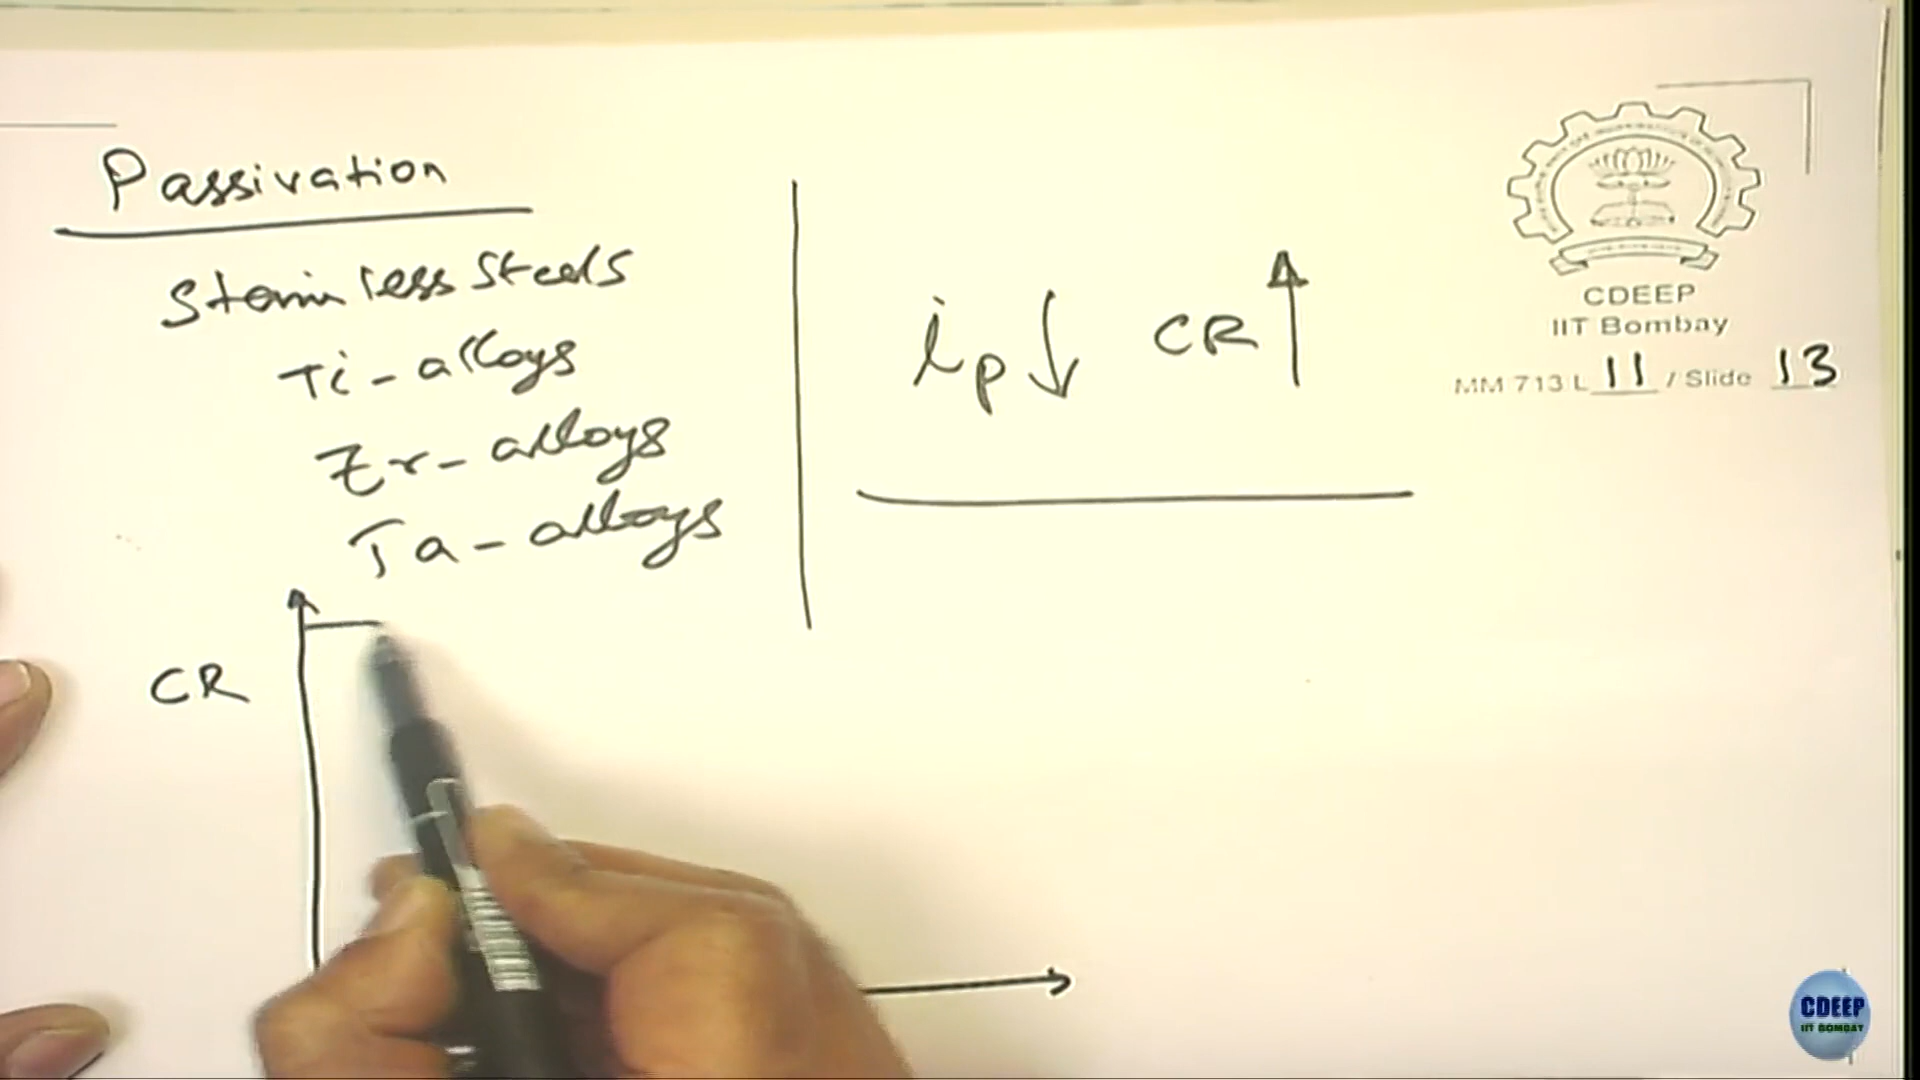 Passivation
Stainless Steels
Ti-alloys
Zr-alloys
Ta-alloys
CR
ip↓ CR↑
CDEEP
IIT Bombay
MM 713 L 11 / Slide 13
CDEEP
IIT BOMBAY